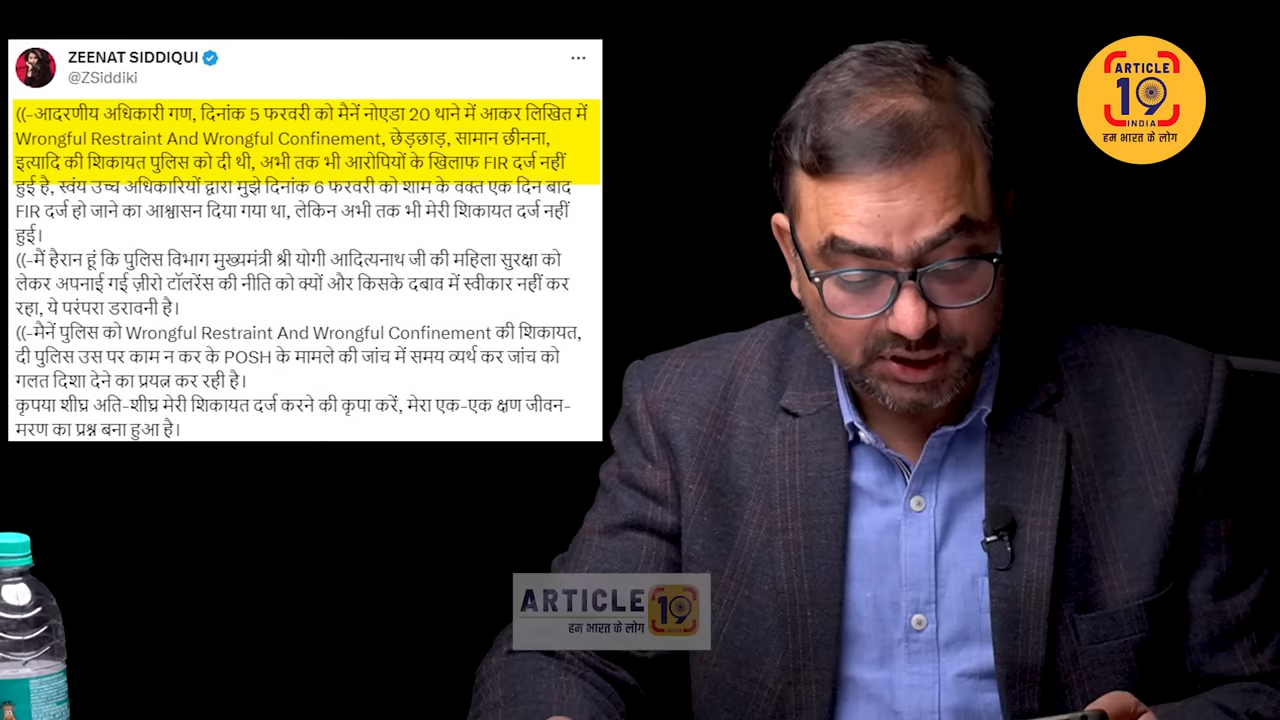 ZEENAT SIDDIQUI
@ZSiddiki
((-आदरणीय अधिकारी गण, दिनांक 5 फरवरी को मैनें नोएडा 20 थाने में आकर लिखित में
Wrongful Restraint And Wrongful Confinement, छेड़छाड़, सामान छीनना,
इत्यादि की शिकायत पुलिस को दी थी, अभी तक भी आरोपियों के खिलाफ FIR दर्ज नहीं
हुई है, स्वंय उच्च अधिकारियों द्वारा मुझे दिनांक 6 फरवरी को शाम के वक्त एक दिन बाद
FIR दर्ज हो जाने का आश्वासन दिया गया था, लेकिन अभी तक भी मेरी शिकायत दर्ज नहीं
हुई।
((-मैं हैरान हूं कि पुलिस विभाग मुख्यमंत्री श्री योगी आदित्यनाथ जी की महिला सुरक्षा को
लेकर अपनाई गई ज़ीरो टॉलरेंस की नीति को क्यों और किसके दबाव में स्वीकार नहीं कर
रहा, ये परंपरा डरावनी है।
((-मैनें पुलिस को Wrongful Restraint And Wrongful Confinement की शिकायत,
दी पुलिस उस पर काम न कर के POSH के मामले की जांच में समय व्यर्थ कर जांच को
गलत दिशा देने का प्रयत्न कर रही है।
कृपया शीघ्र अति-शीघ्र मेरी शिकायत दर्ज करने की कृपा करें, मेरा एक-एक क्षण जीवन-
मरण का प्रश्न बना हुआ है।
ARTICLE
19
INDIA
हम भारत के लोग
ARTICLE 19
INDIA
हम भारत के लोग